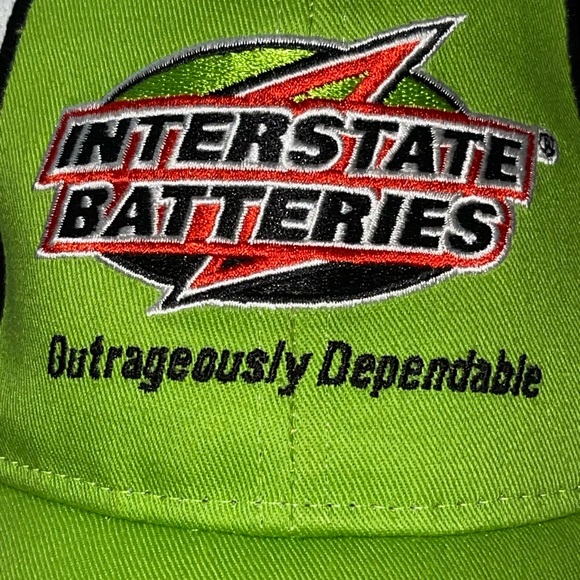 INTERSTATE®
BATTERIES
Outrageously Dependable